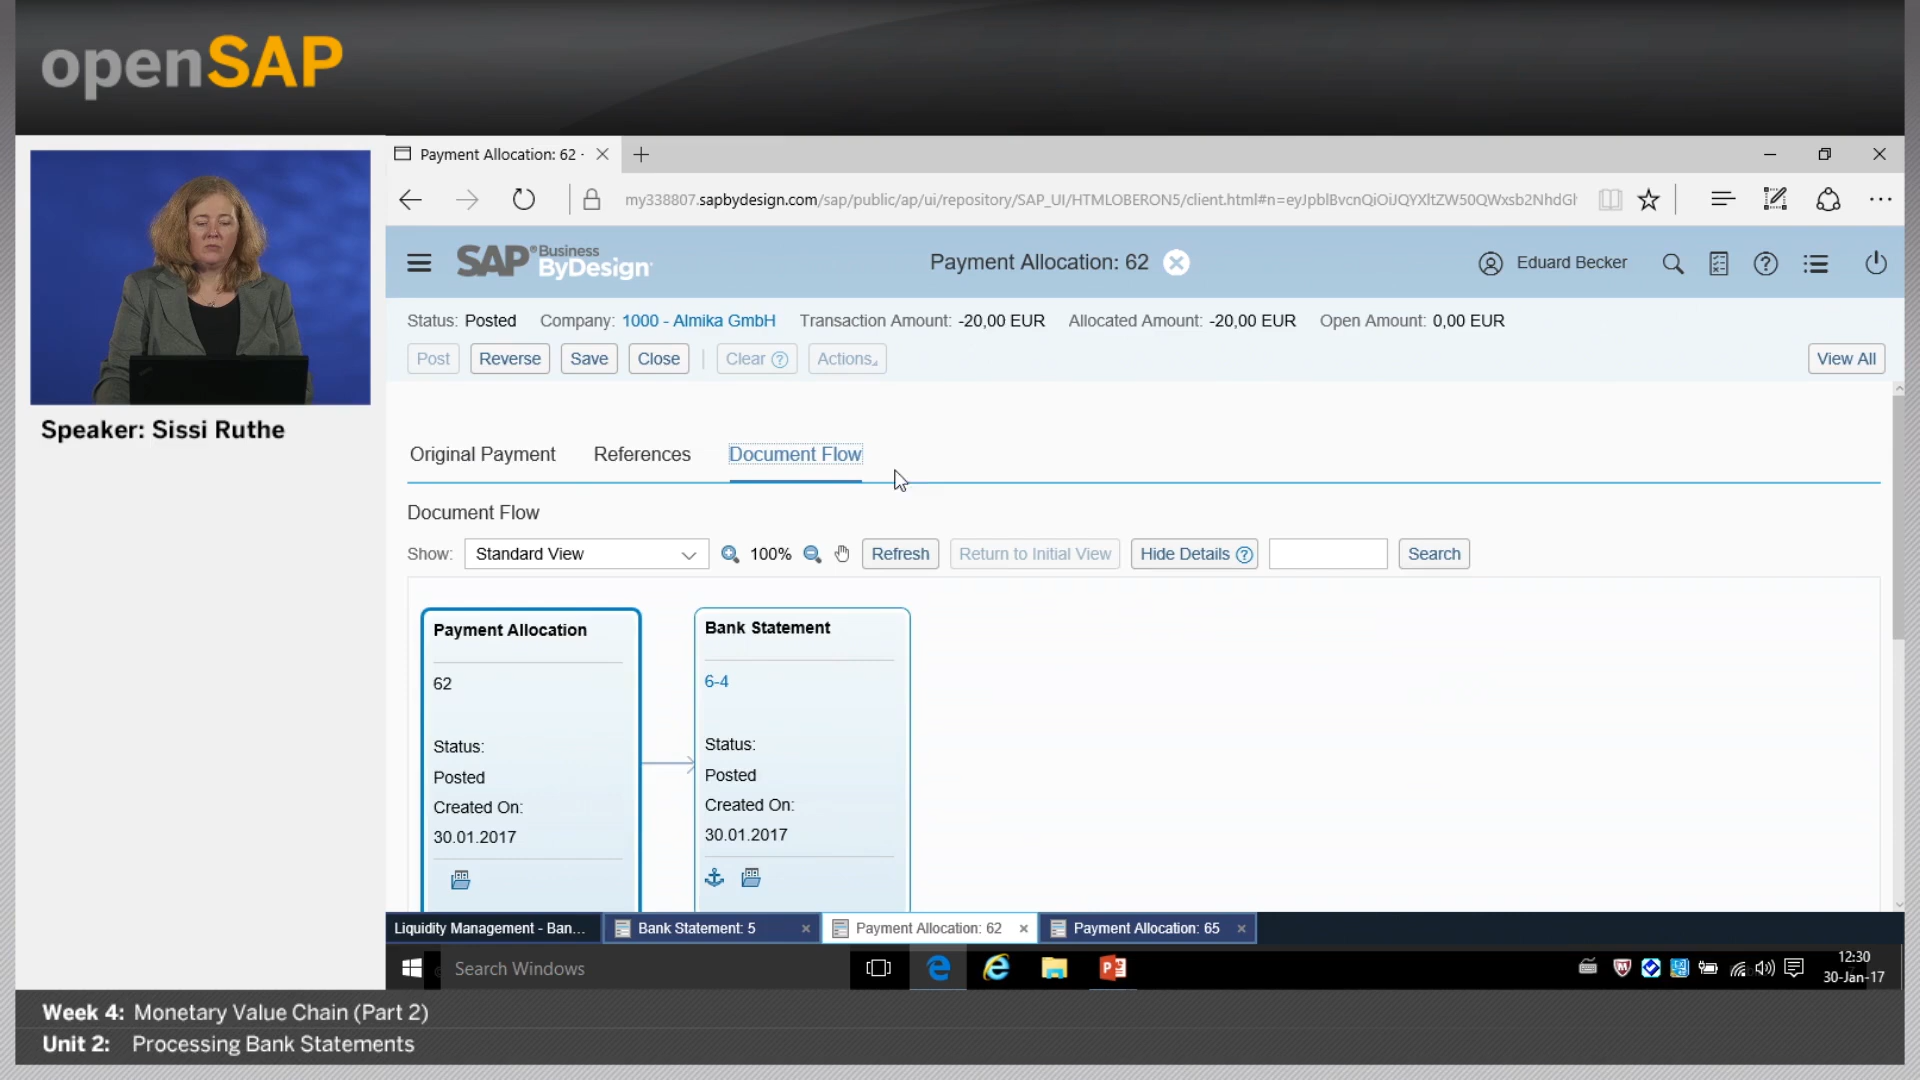 openSAP
Speaker: Sissi Ruthe
Payment Allocation: 62 ·
my338807.sapbydesign.com/sap/public/ap/ui/repository/SAP_UI/HTMLOBERON5/client.html#n=
SAP Business ByDesign
Payment Allocation: 62
Eduard Becker
Status: Posted Company: 1000 - Almika GmbH Transaction Amount: -20,00 EUR Allocated Amount: -20,00 EUR Open Amount: 0,00 EUR
Post Reverse Save Close Clear Actions View All
Original Payment References Document Flow
Document Flow
Show: Standard View 100% Refresh Return to Initial View Hide Details Search
Payment Allocation
62
Status:
Posted
Created On:
30.01.2017
Bank Statement
6-4
Status:
Posted
Created On:
30.01.2017
Liquidity Management - Ban... Bank Statement: 5 Payment Allocation: 62 Payment Allocation: 65
Search Windows
12:30
30-Jan-17
Week 4: Monetary Value Chain (Part 2)
Unit 2: Processing Bank Statements